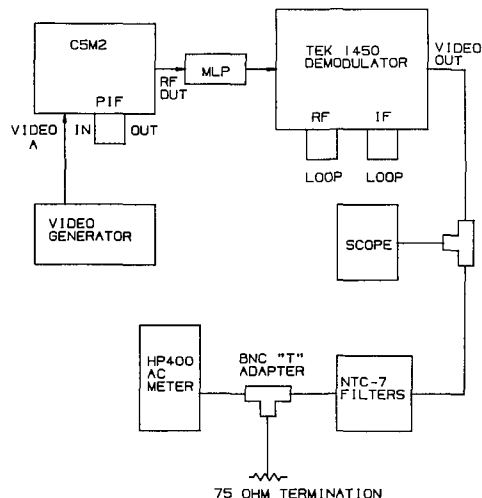 C5M2
PIF
IN OUT
VIDEO
A
RF
OUT
MLP
TEK 1450
DEMODULATOR
RF IF
LOOP LOOP
VIDEO
OUT
VIDEO
GENERATOR
SCOPE
HP400
AC
METER
BNC "T"
ADAPTER
NTC-7
FILTERS
75 OHM TERMINATION